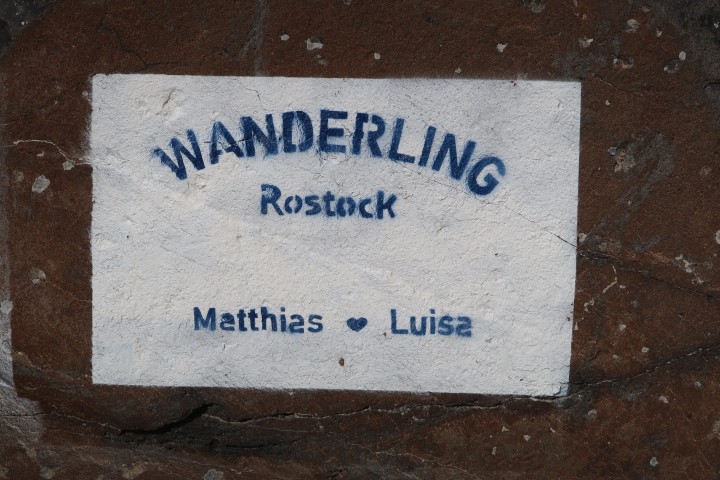 WANDERLING
Rostock
Matthias ♥ Luisa